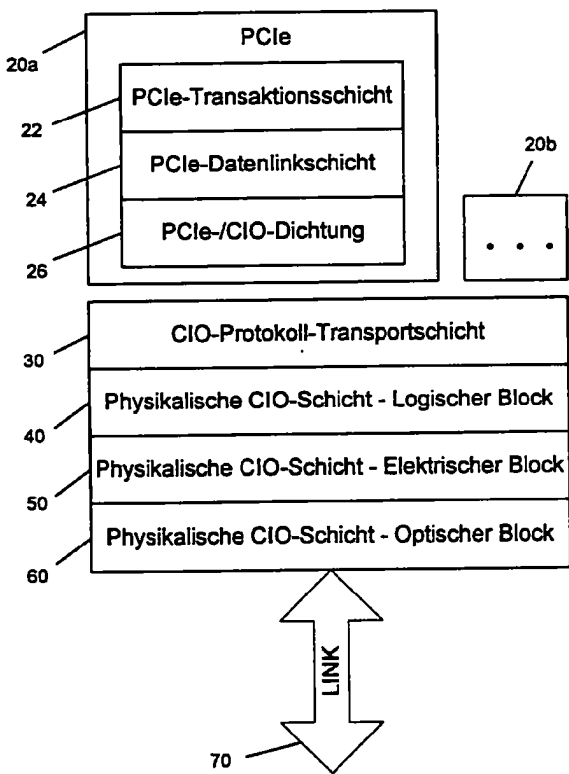 PCIe
20a
PCIe-Transaktionsschicht
22
PCIe-Datenlinkschicht
24
PCIe-/CIO-Dichtung
26
20b
. . .
CIO-Protokoll-Transportschicht
30
Physikalische CIO-Schicht - Logischer Block
40
Physikalische CIO-Schicht - Elektrischer Block
50
Physikalische CIO-Schicht - Optischer Block
60
LINK
70